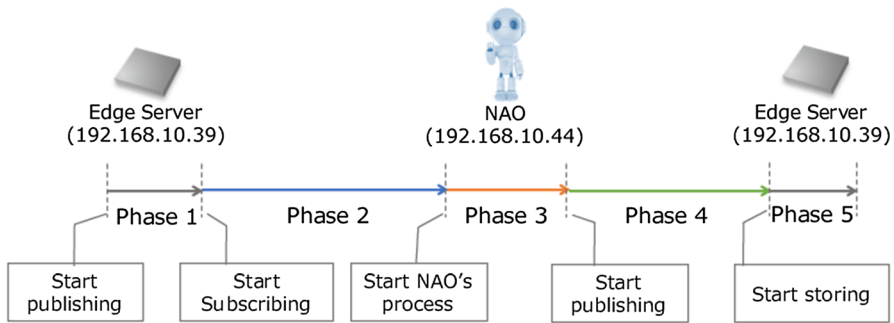 Edge Server
(192.168.10.39)
NAO
(192.168.10.44)
Edge Server
(192.168.10.39)
Phase 1
Phase 2
Phase 3
Phase 4
Phase 5
Start
publishing
Start
Subscribing
Start NAO's
process
Start
publishing
Start storing